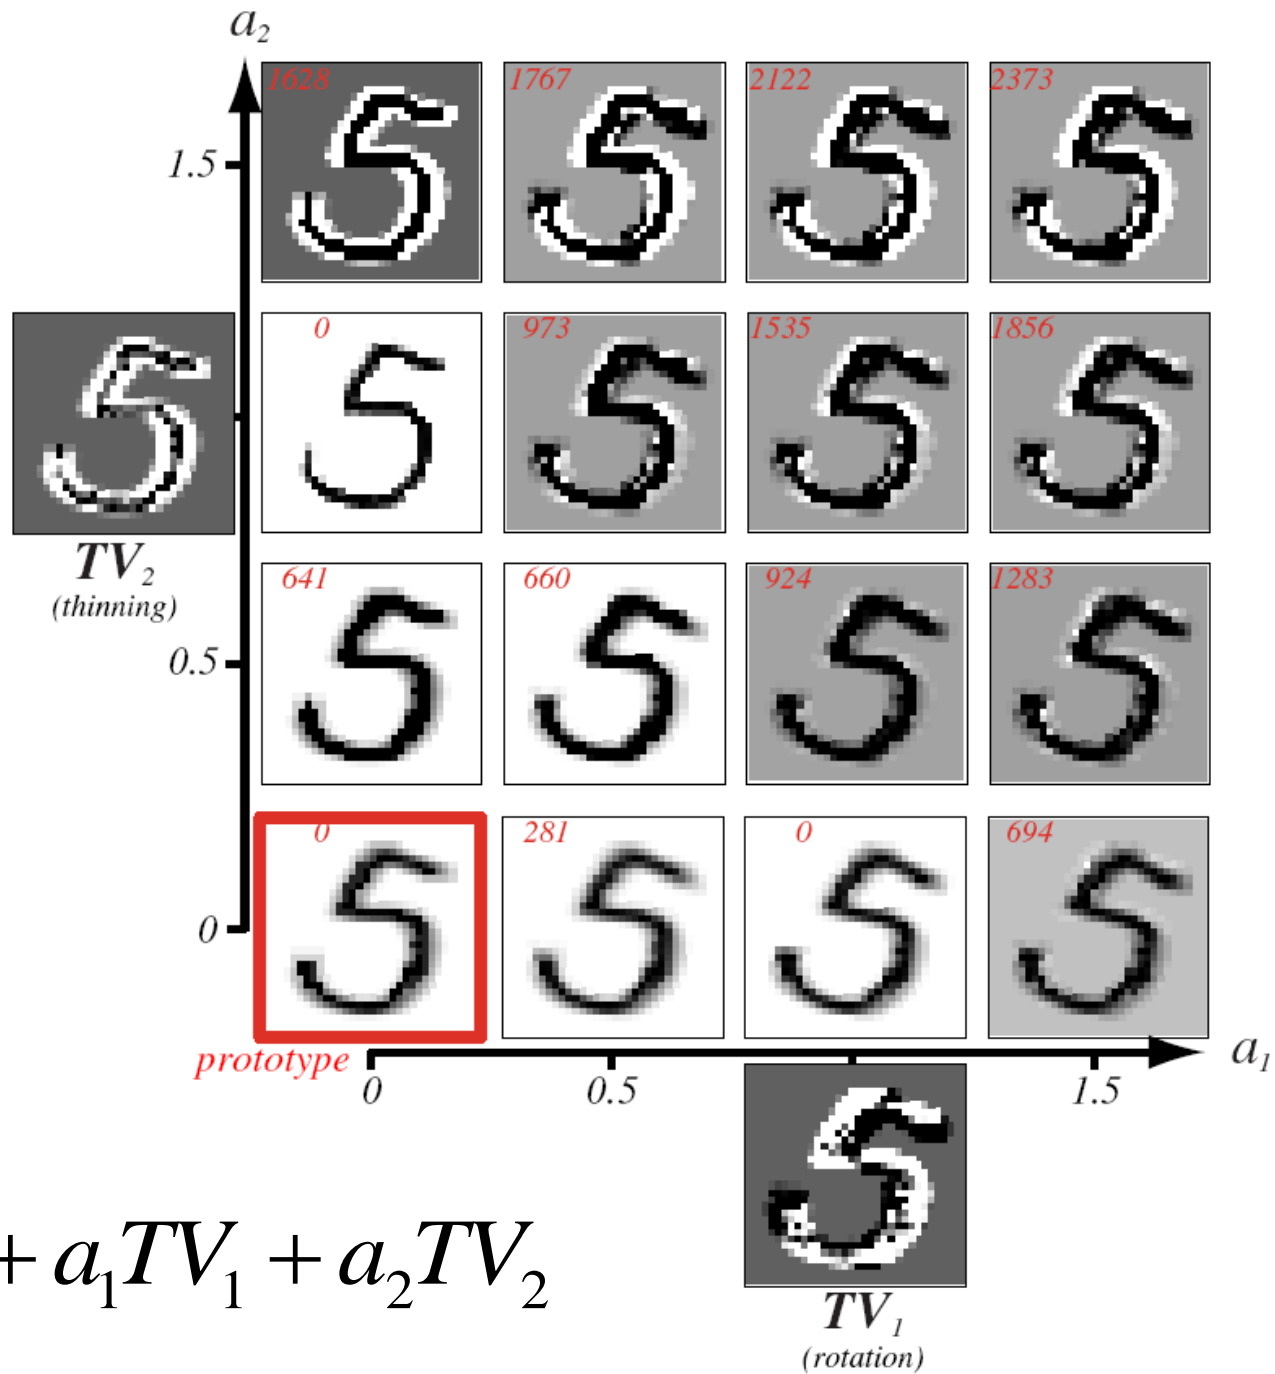 a₂
1628 1767 2122 2373
1.5
0 973 1535 1856
TV₂
(thinning)
641 660 924 1283
0.5
0 281 0 694
0
prototype
a₁
0 0.5 1.5
+ a₁TV₁ + a₂TV₂
TV₁
(rotation)